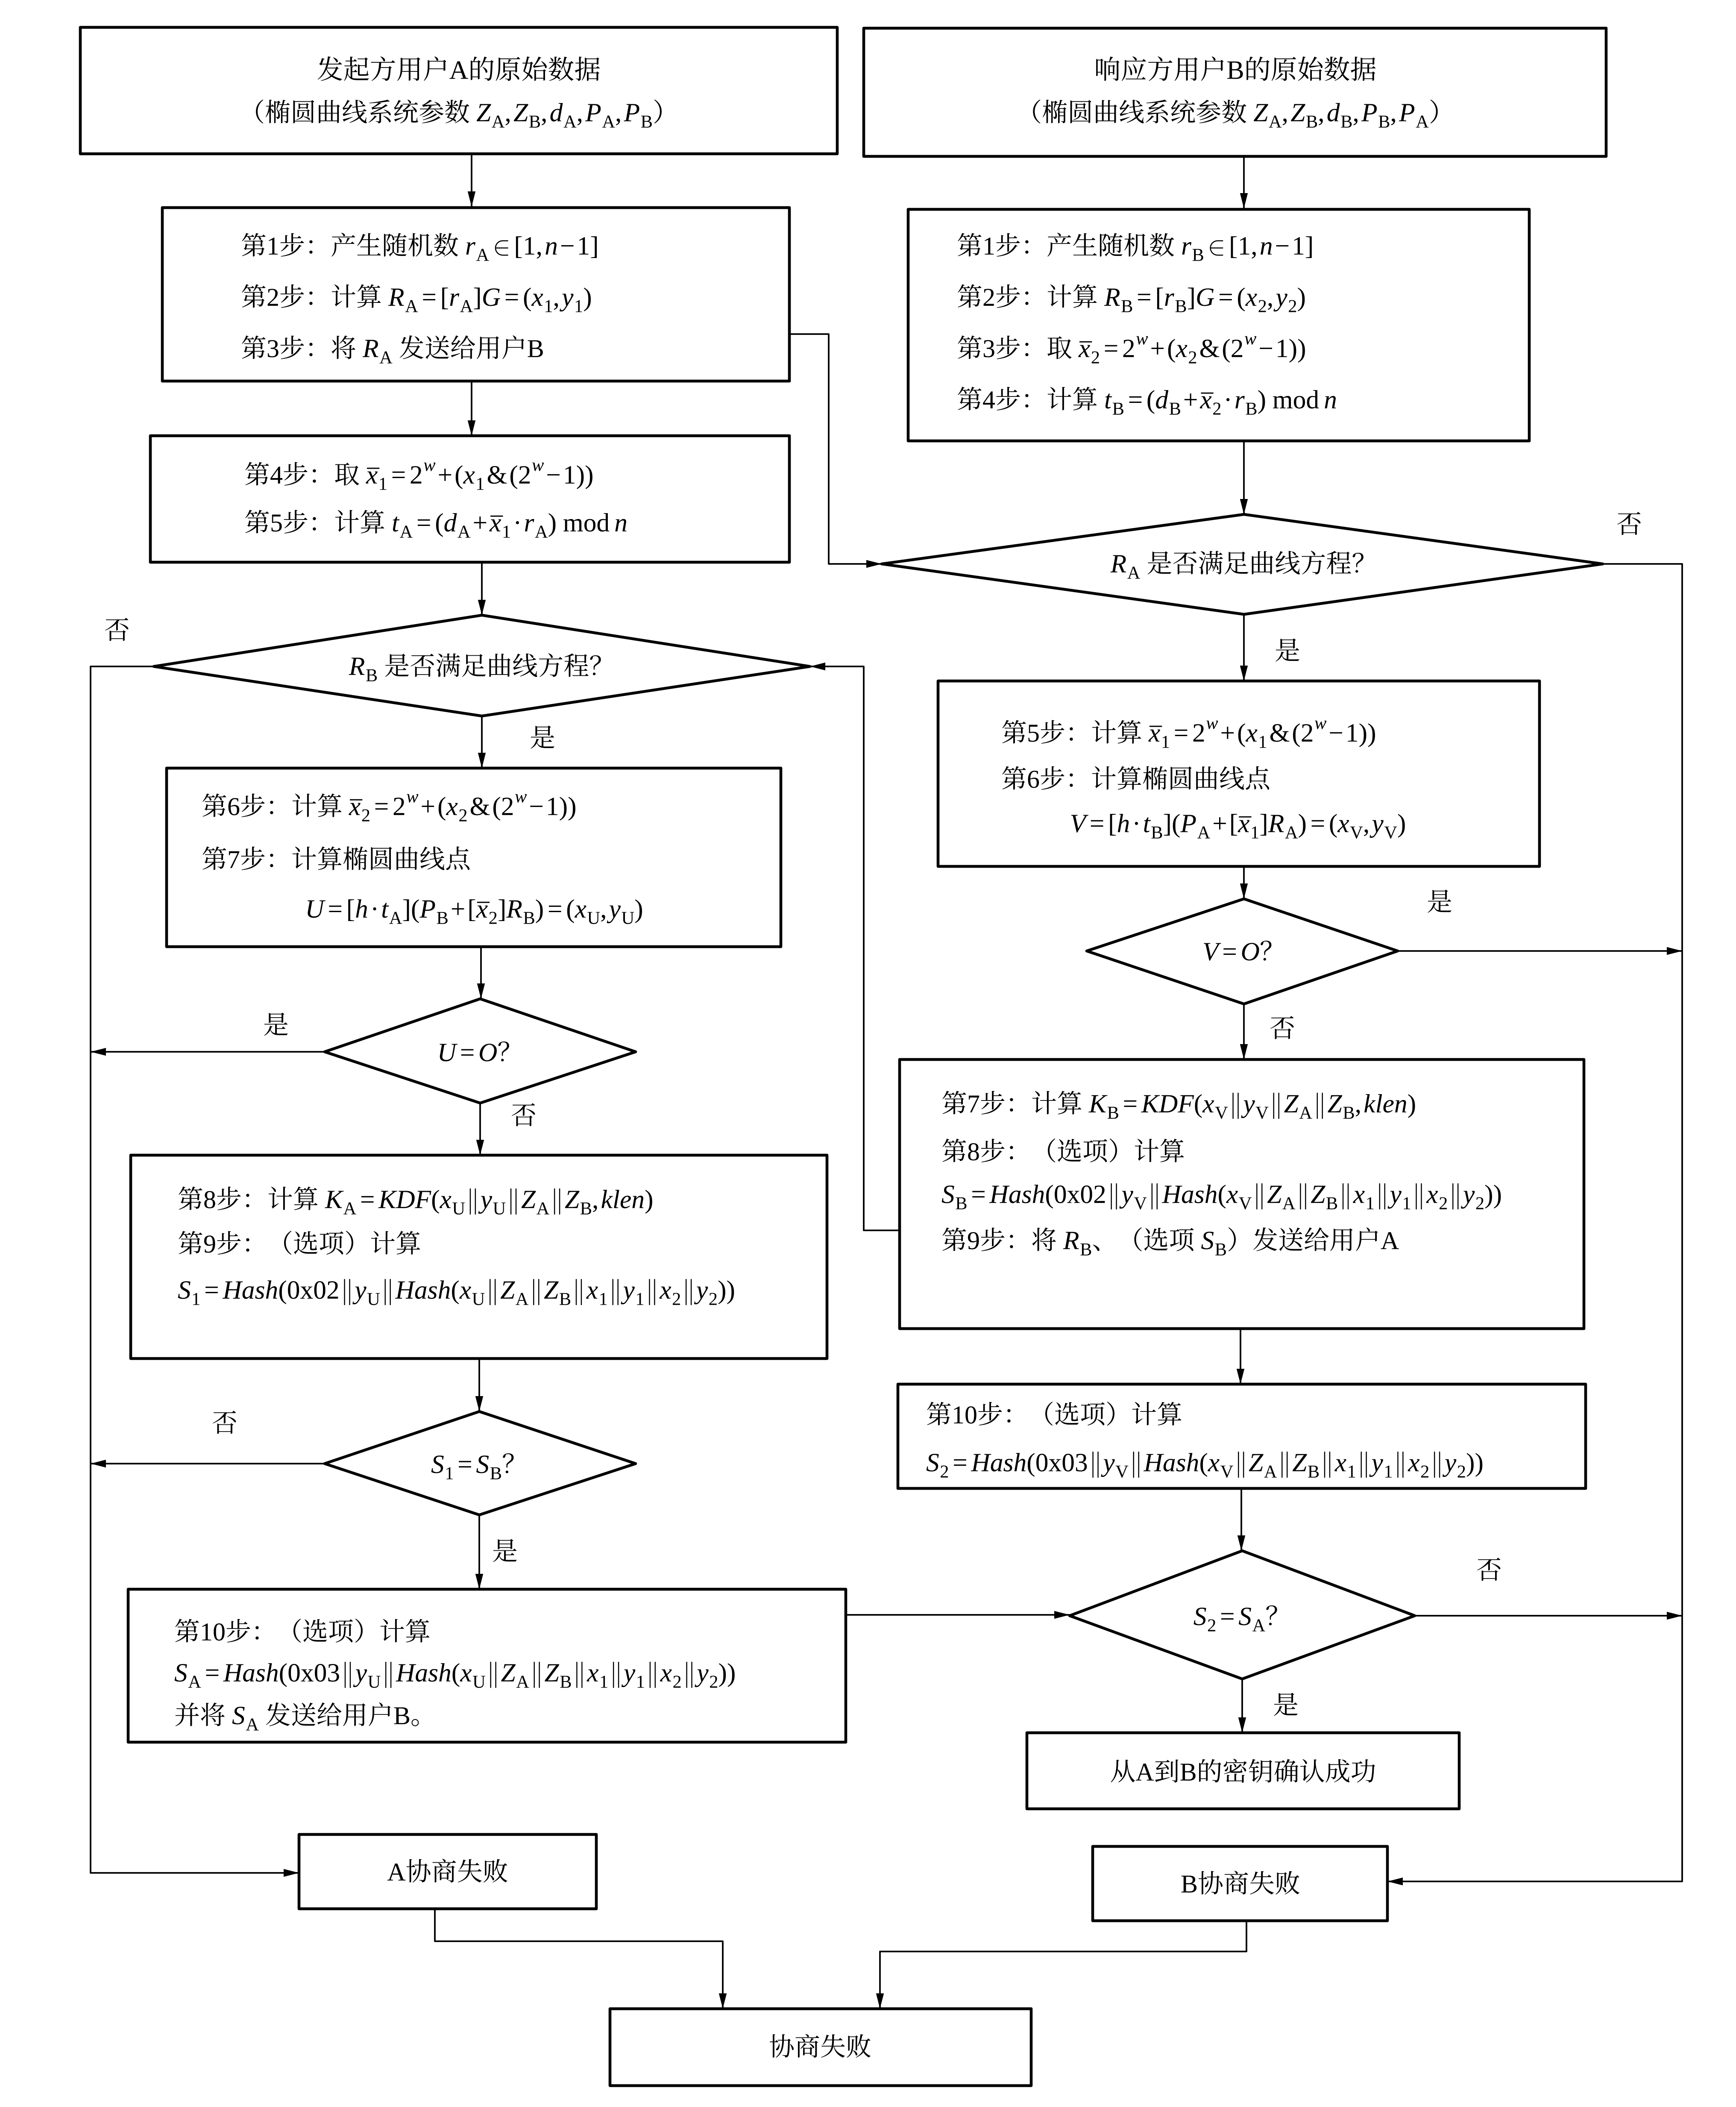 发起方用户A的原始数据
（椭圆曲线系统参数 Z_A,Z_B,d_A,P_A,P_B）
第1步：产生随机数 r_A∈[1,n−1]
第2步：计算 R_A=[r_A]G=(x_1,y_1)
第3步：将 R_A 发送给用户B
第4步：取 x̅_1=2^w+(x_1&(2^w−1))
第5步：计算 t_A=(d_A+x̅_1·r_A) mod n
否
R_B 是否满足曲线方程？
是
第6步：计算 x̅_2=2^w+(x_2&(2^w−1))
第7步：计算椭圆曲线点
U=[h·t_A](P_B+[x̅_2]R_B)=(x_U,y_U)
是
U=O？
否
第8步：计算 K_A=KDF(x_U||y_U||Z_A||Z_B,klen)
第9步：（选项）计算
S_1=Hash(0x02||y_U||Hash(x_U||Z_A||Z_B||x_1||y_1||x_2||y_2))
否
S_1=S_B？
是
第10步：（选项）计算
S_A=Hash(0x03||y_U||Hash(x_U||Z_A||Z_B||x_1||y_1||x_2||y_2))
并将 S_A 发送给用户B。
A协商失败
响应方用户B的原始数据
（椭圆曲线系统参数 Z_A,Z_B,d_B,P_B,P_A）
第1步：产生随机数 r_B∈[1,n−1]
第2步：计算 R_B=[r_B]G=(x_2,y_2)
第3步：取 x̅_2=2^w+(x_2&(2^w−1))
第4步：计算 t_B=(d_B+x̅_2·r_B) mod n
否
R_A 是否满足曲线方程？
是
第5步：计算 x̅_1=2^w+(x_1&(2^w−1))
第6步：计算椭圆曲线点
V=[h·t_B](P_A+[x̅_1]R_A)=(x_V,y_V)
是
V=O？
否
第7步：计算 K_B=KDF(x_V||y_V||Z_A||Z_B,klen)
第8步：（选项）计算
S_B=Hash(0x02||y_V||Hash(x_V||Z_A||Z_B||x_1||y_1||x_2||y_2))
第9步：将 R_B、（选项 S_B）发送给用户A
第10步：（选项）计算
S_2=Hash(0x03||y_V||Hash(x_V||Z_A||Z_B||x_1||y_1||x_2||y_2))
否
S_2=S_A？
是
从A到B的密钥确认成功
B协商失败
协商失败